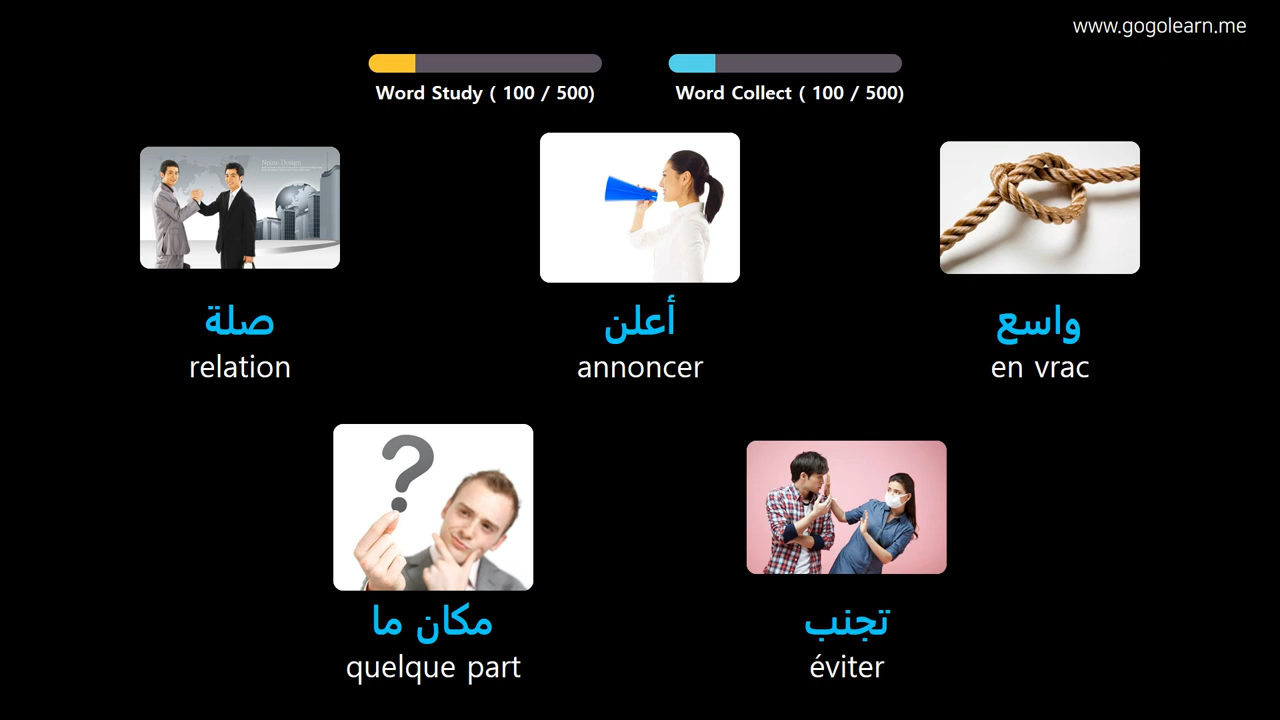 www.gogolearn.me
Word Study ( 100 / 500)
Word Collect ( 100 / 500)
صلة
relation
أعلن
annoncer
واسع
en vrac
مكان ما
quelque part
تجنب
éviter